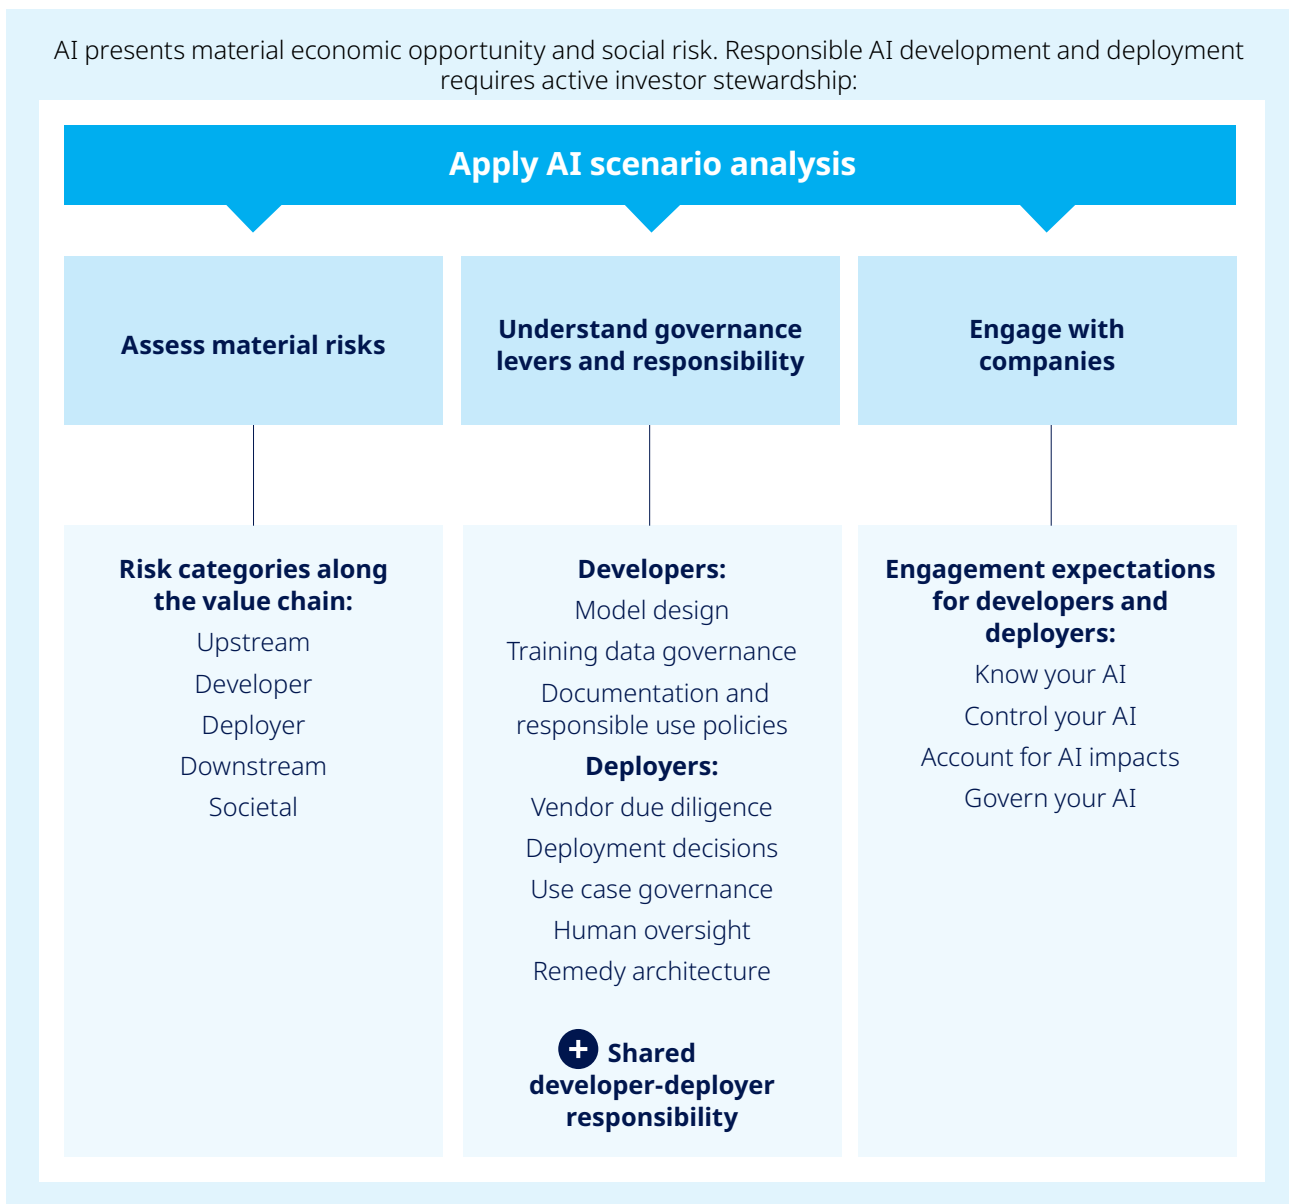 AI presents material economic opportunity and social risk. Responsible AI development and deployment
requires active investor stewardship:
Apply AI scenario analysis
Assess material risks
Understand governance
levers and responsibility
Engage with
companies
Risk categories along
the value chain:
Upstream
Developer
Deployer
Downstream
Societal
Developers:
Model design
Training data governance
Documentation and
responsible use policies
Deployers:
Vendor due diligence
Deployment decisions
Use case governance
Human oversight
Remedy architecture
+ Shared
developer-deployer
responsibility
Engagement expectations
for developers and
deployers:
Know your AI
Control your AI
Account for AI impacts
Govern your AI